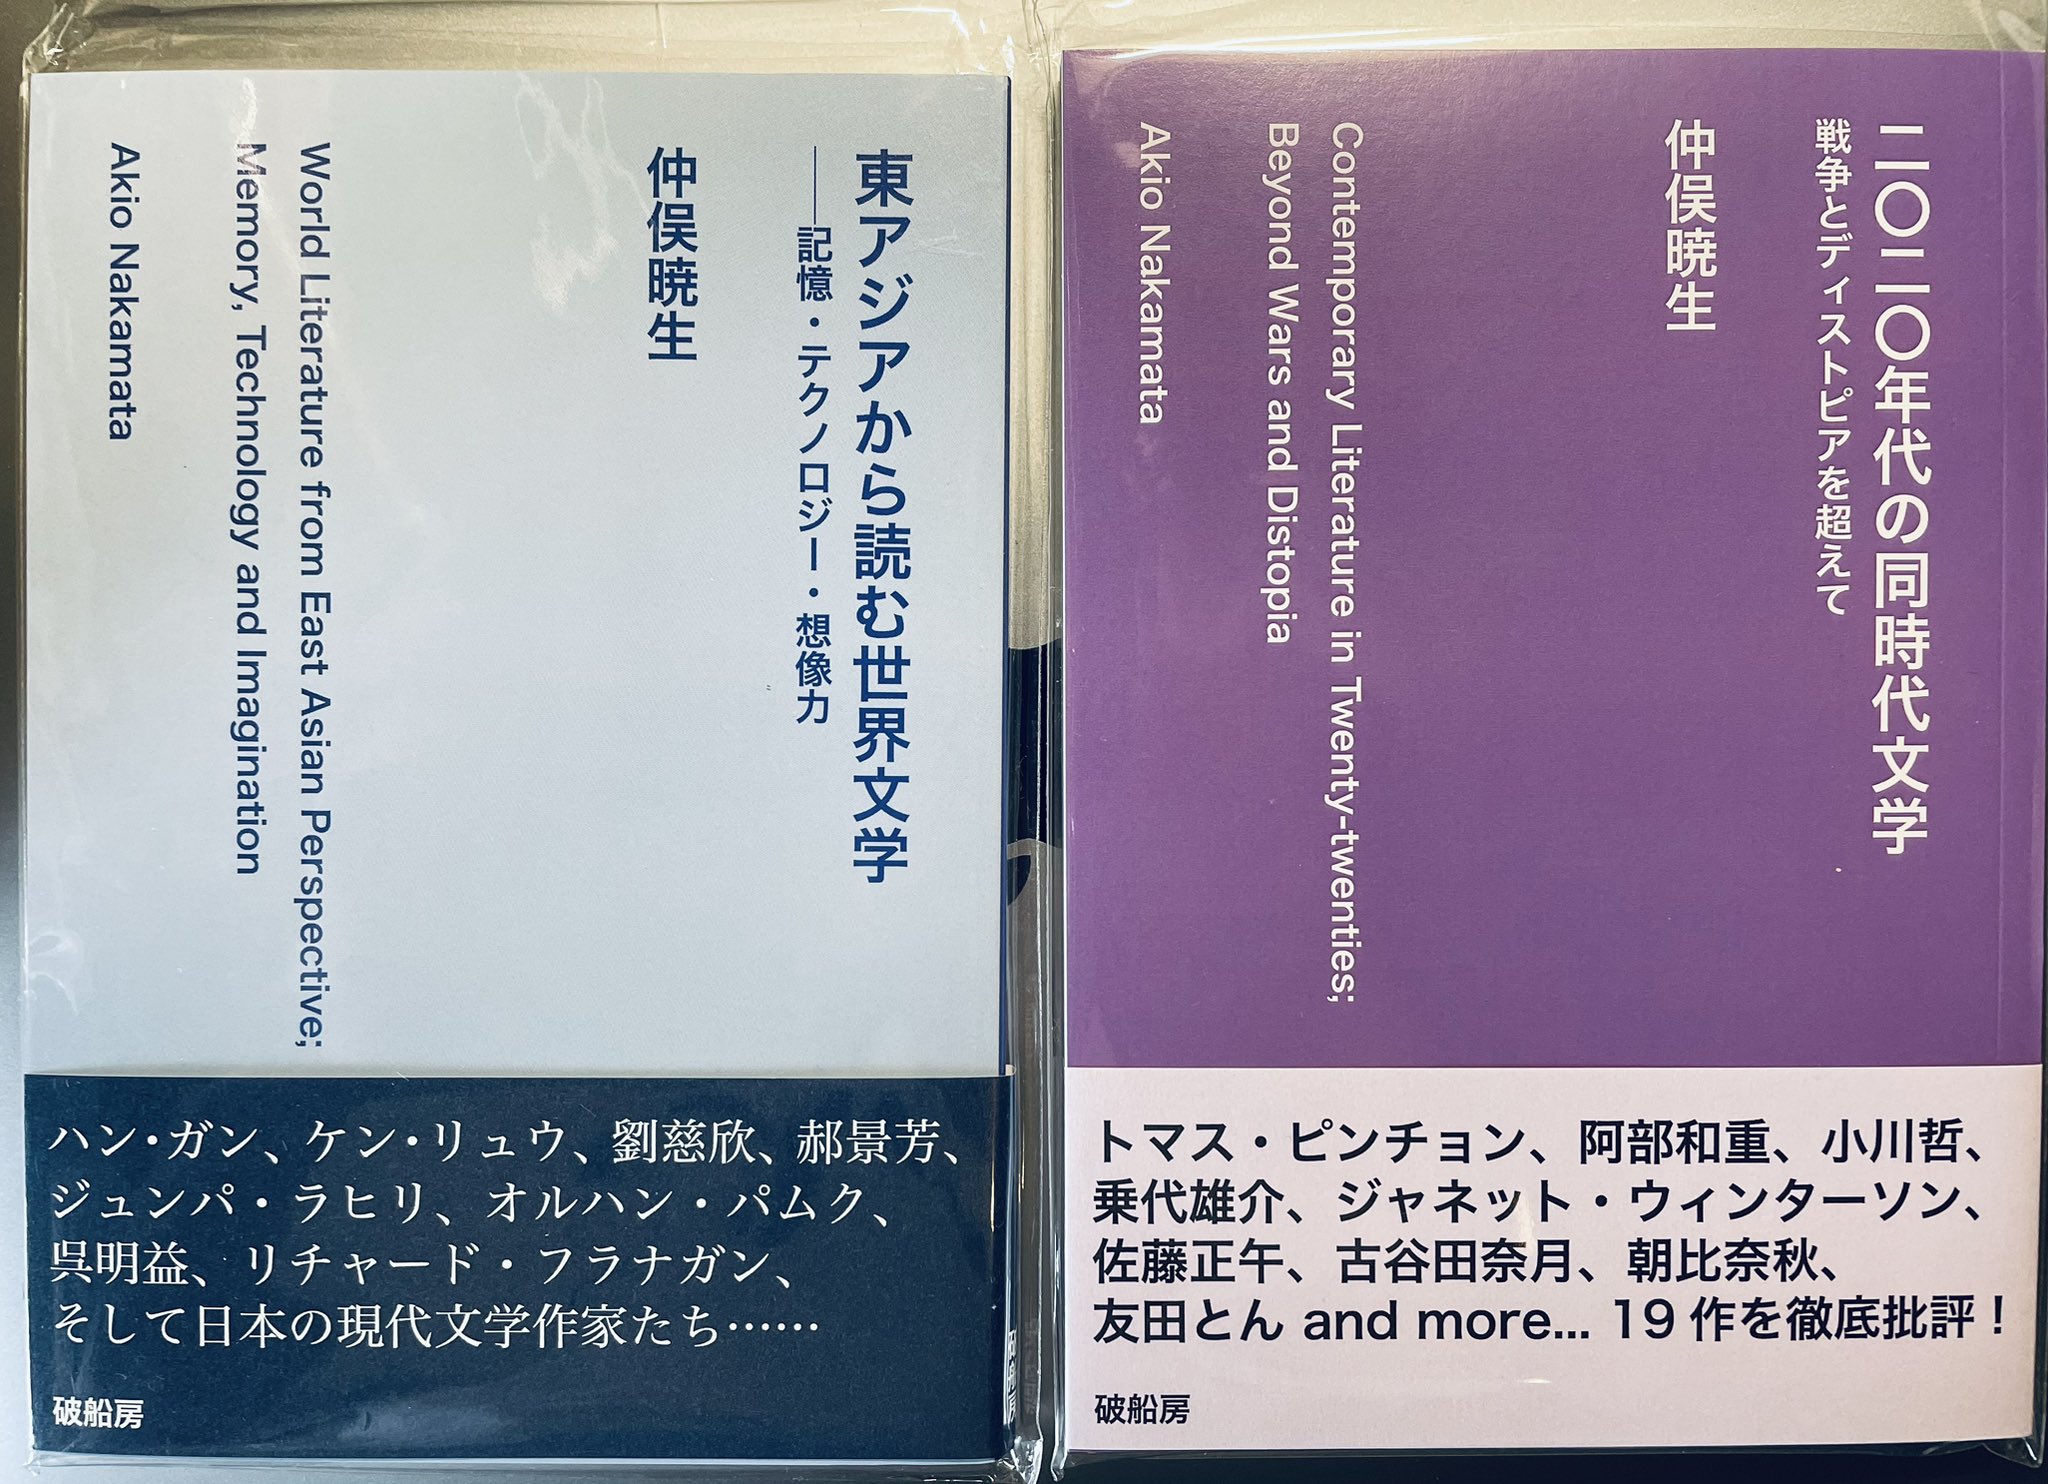 東アジアから読む世界文学
──記憶・テクノロジー・想像力
仲俣暁生
World Literature from East Asian Perspective;
Memory, Technology and Imagination
Akio Nakamata
ハン・ガン、ケン・リュウ、劉慈欣、郝景芳、
ジュンパ・ラヒリ、オルハン・パムク、
呉明益、リチャード・フラナガン、
そして日本の現代文学作家たち……
破船房
二〇二〇年代の同時代文学
戦争とディストピアを超えて
仲俣暁生
Contemporary Literature in Twenty-twenties;
Beyond Wars and Distopia
Akio Nakamata
トマス・ピンチョン、阿部和重、小川哲、
乗代雄介、ジャネット・ウィンターソン、
佐藤正午、古谷田奈月、朝比奈秋、
友田とん and more... 19作を徹底批評！
破船房